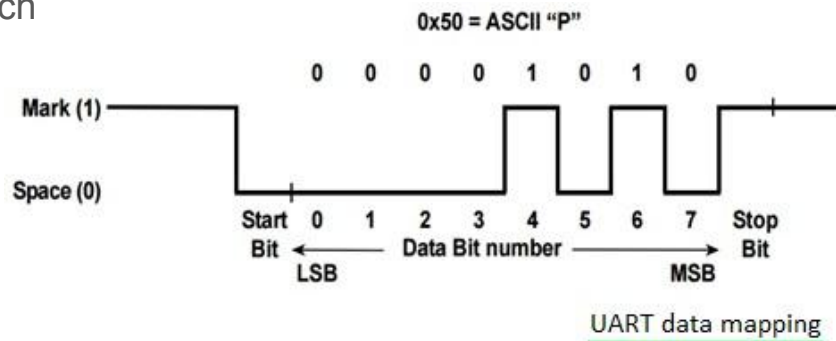 0x50 = ASCII “P”
0 0 0 0 1 0 1 0
Mark (1)
Space (0)
Start 0 1 2 3 4 5 6 7 Stop
Bit Data Bit number Bit
LSB MSB
UART data mapping